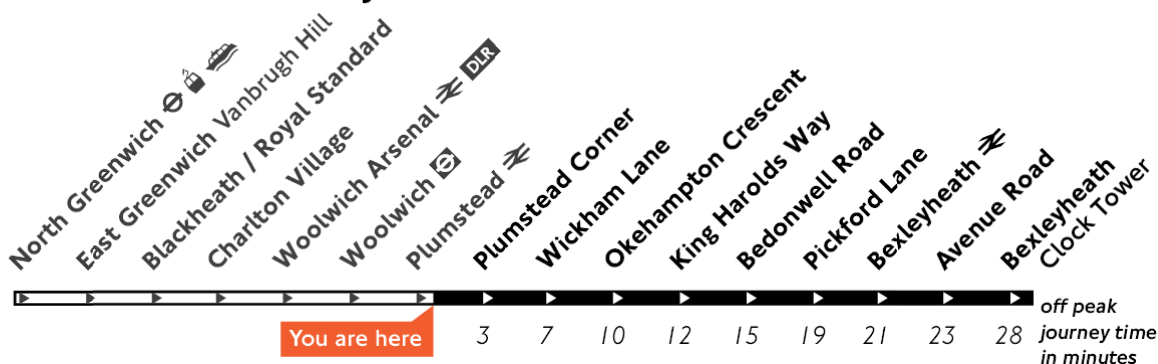 North Greenwich
East Greenwich Vanbrugh Hill
Blackheath / Royal Standard
Charlton Village
Woolwich Arsenal DLR
Woolwich
Plumstead
Plumstead Corner
Wickham Lane
Okehampton Crescent
King Harolds Way
Bedonwell Road
Pickford Lane
Bexleyheath
Avenue Road
Bexleyheath
Clock Tower
You are here
3 7 10 12 15 19 21 23 28
off peak
journey time
in minutes